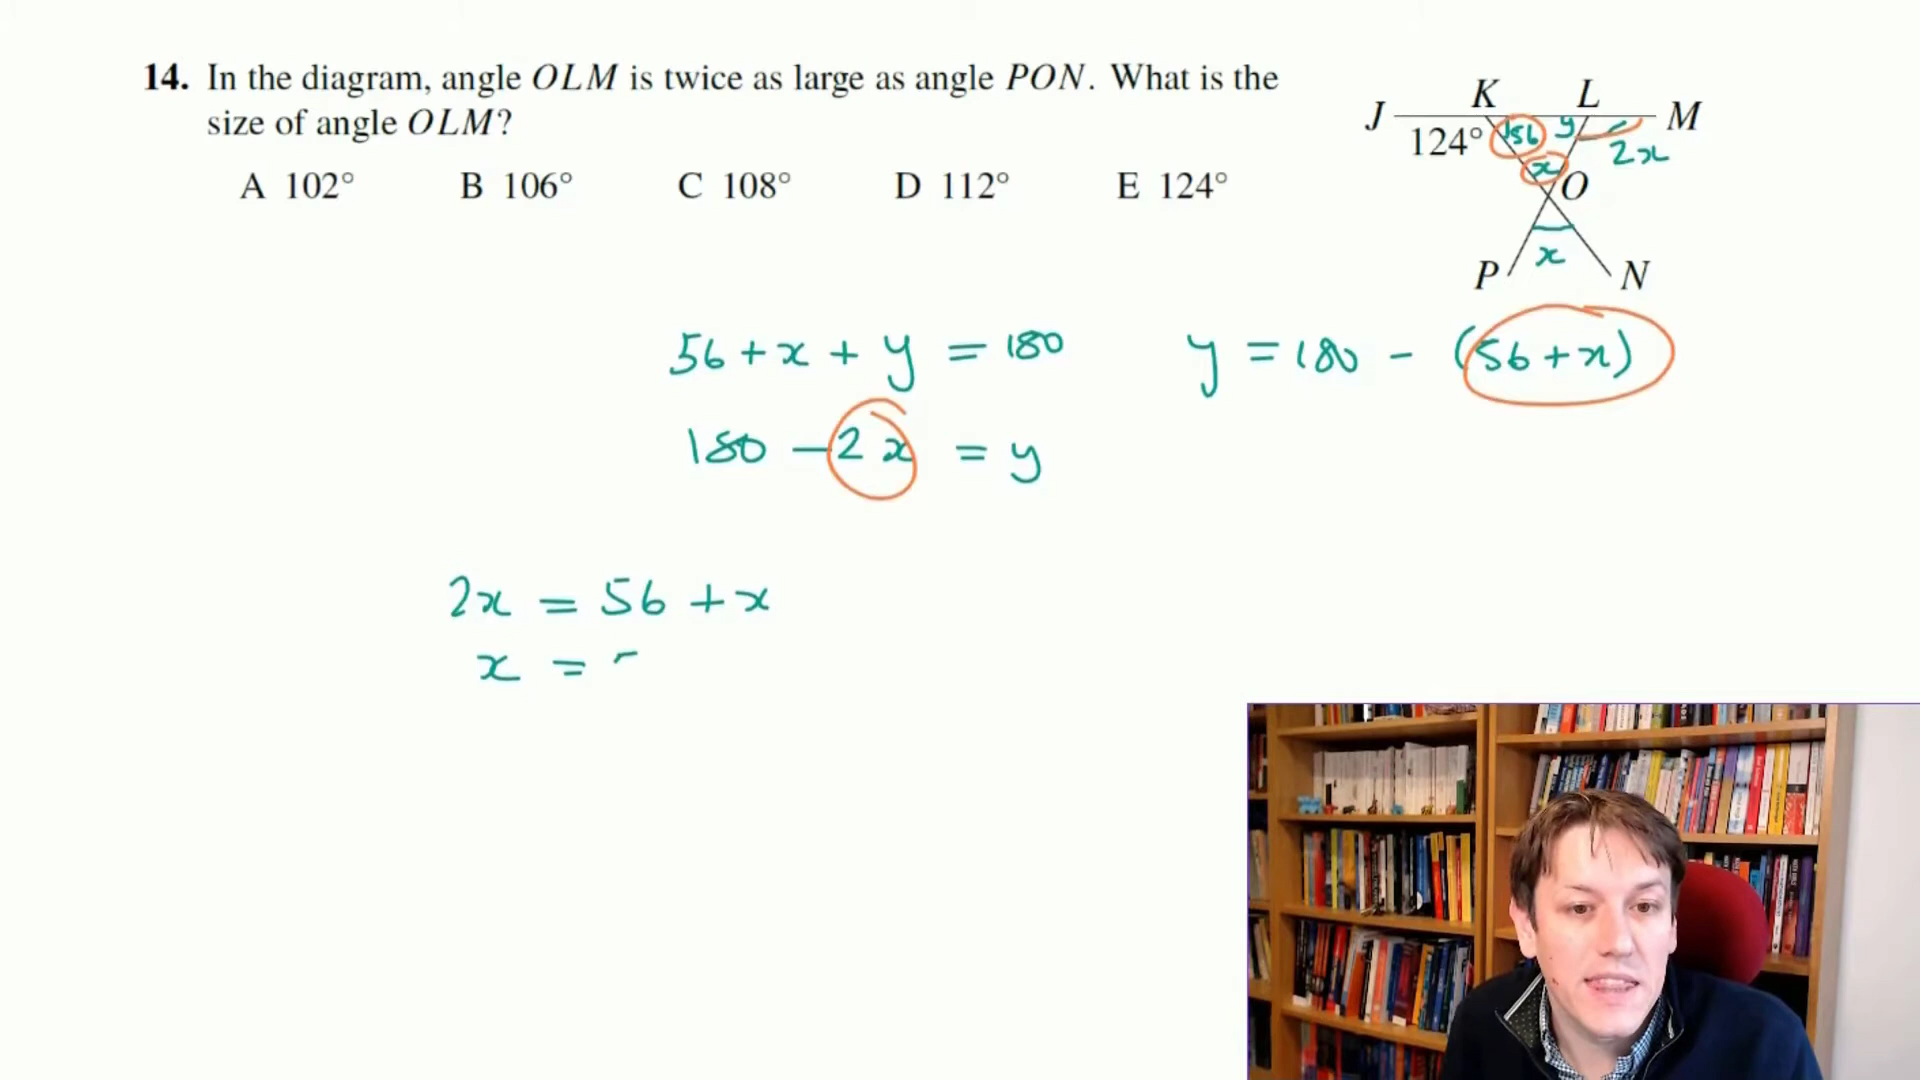 14. In the diagram, angle OLM is twice as large as angle PON. What is the
size of angle OLM?
A 102° B 106° C 108° D 112° E 124°
J K L M
124° 56 y 2x
x O
x
P N
56 + x + y = 180
y = 180 - (56 + x)
180 - 2x = y
2x = 56 + x
x =